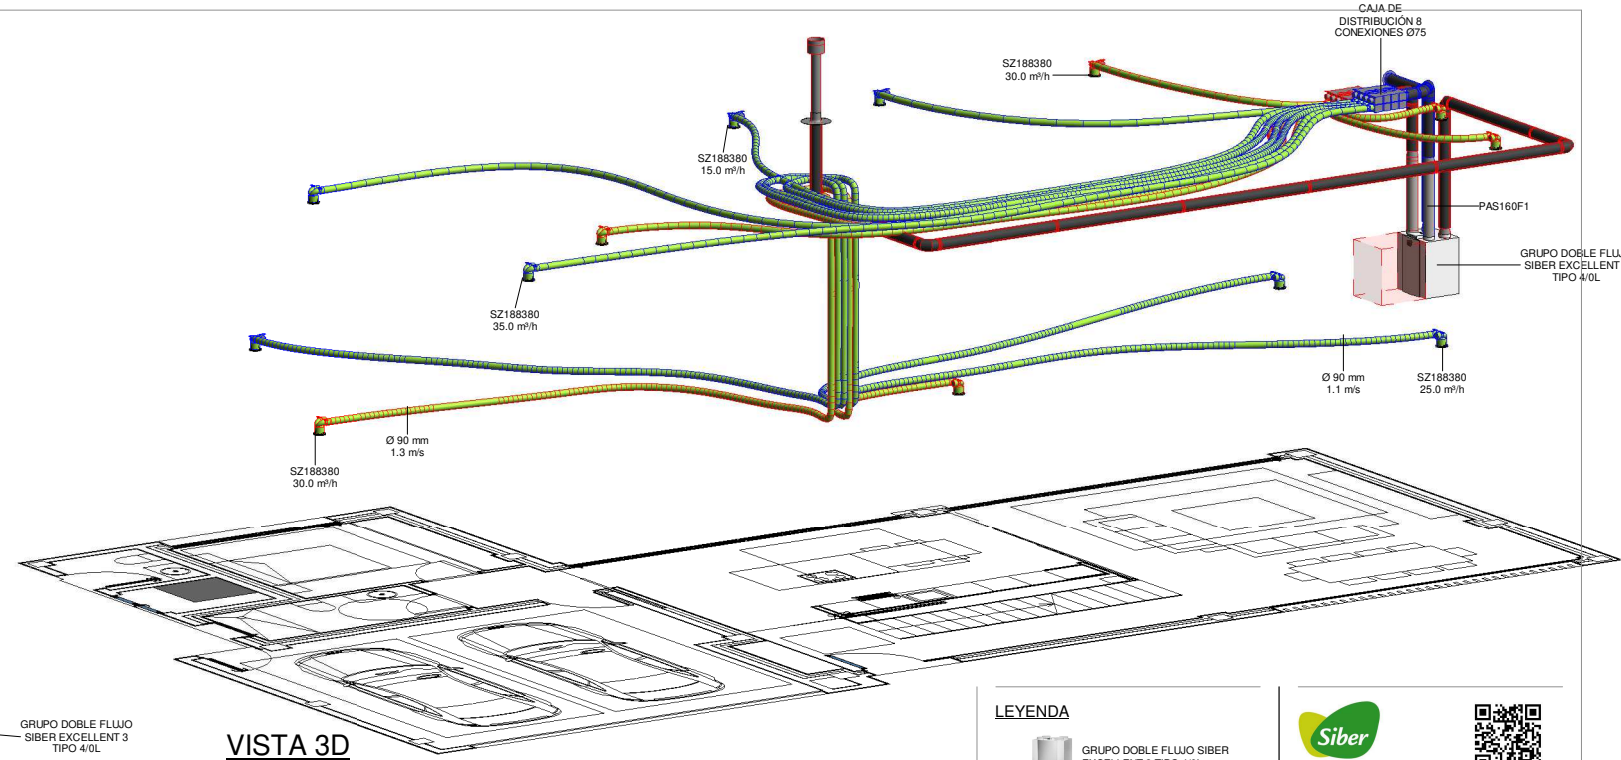 CAJA DE
DISTRIBUCIÓN 8
CONEXIONES Ø75
SZ188380
30.0 m³/h
SZ188380
15.0 m³/h
PAS160F1
GRUPO DOBLE FLU
SIBER EXCELLENT
TIPO 4/0L
SZ188380
35.0 m³/h
Ø 90 mm
1.1 m/s
SZ188380
25.0 m³/h
Ø 90 mm
1.3 m/s
SZ188380
30.0 m³/h
GRUPO DOBLE FLUJO
SIBER EXCELLENT 3
TIPO 4/0L
VISTA 3D
LEYENDA
GRUPO DOBLE FLUJO SIBER
Siber